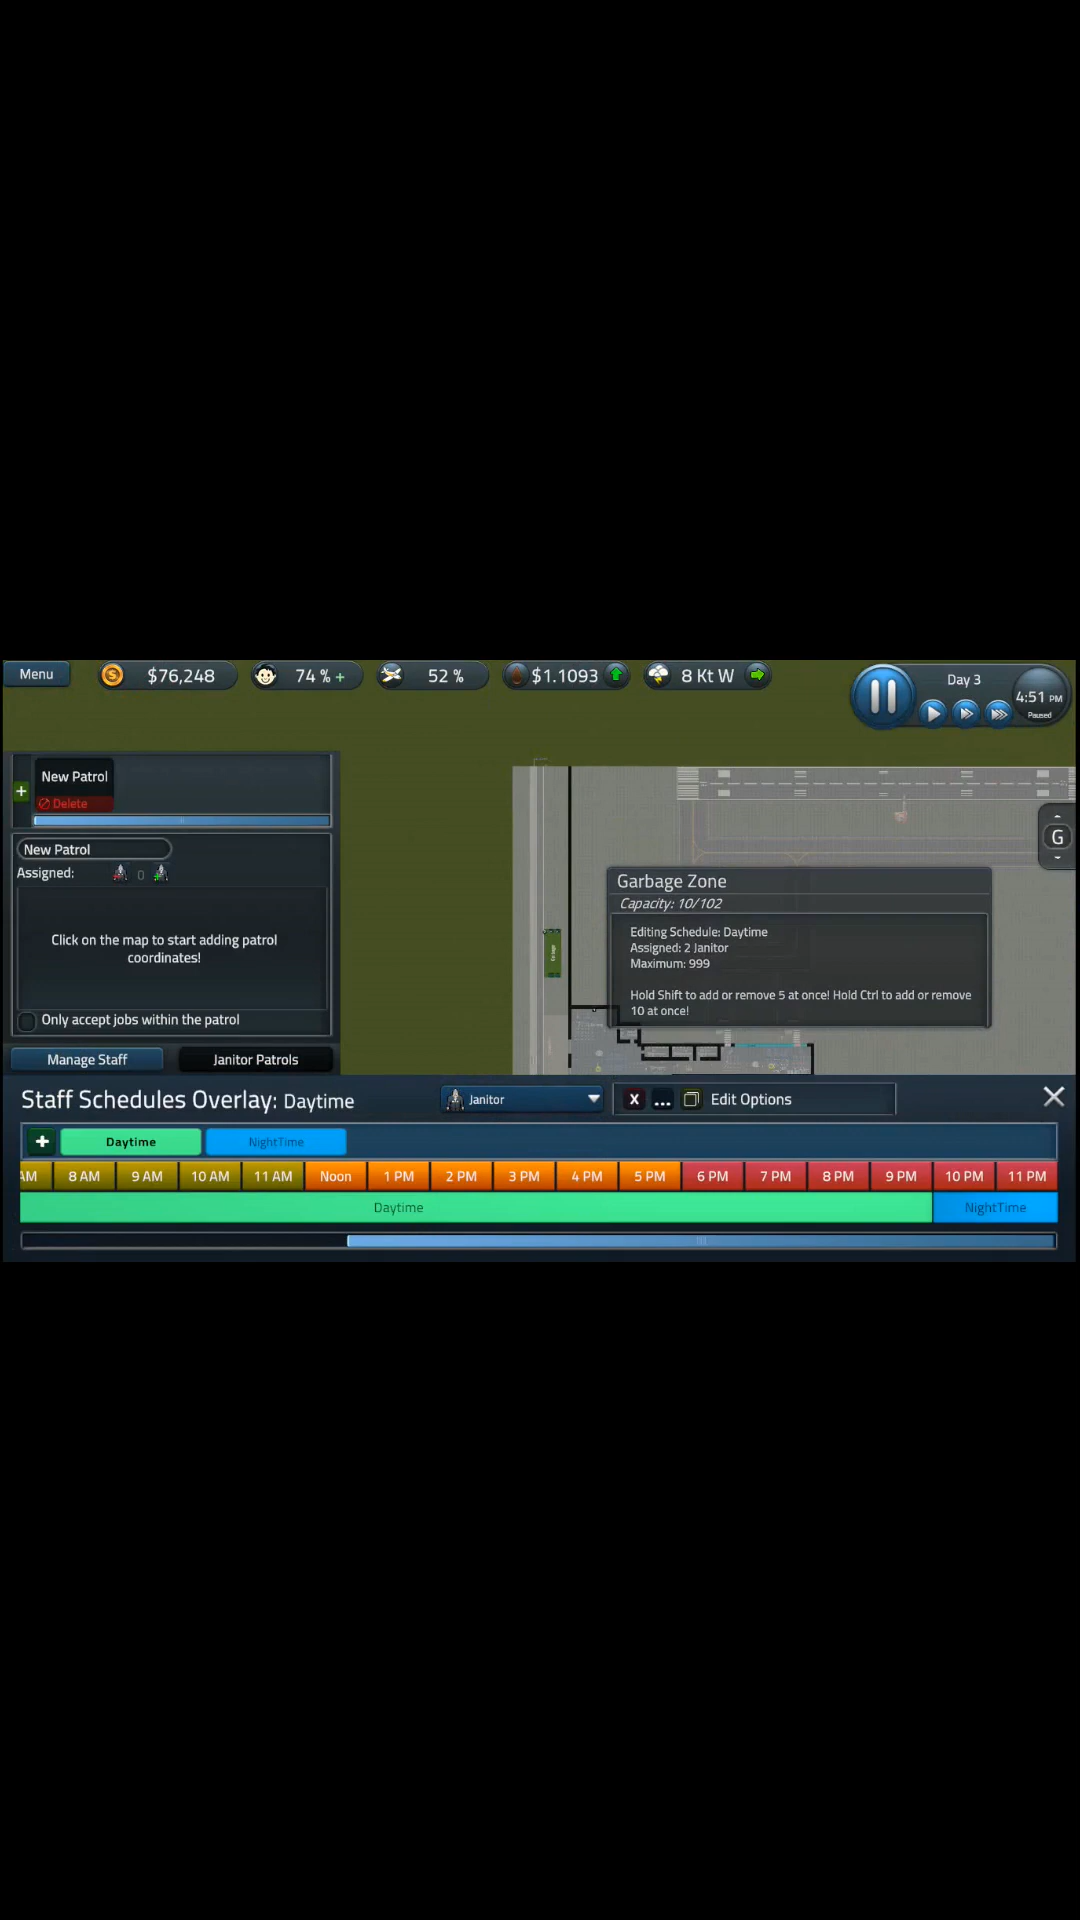 Menu
$76,248
74 % +
52 %
$1.1093
8 Kt W
Day 3
4:51 PM
Paused
New Patrol
Delete
New Patrol
Assigned:
0
Click on the map to start adding patrol
coordinates!
Only accept jobs within the patrol
Manage Staff
Janitor Patrols
G
Garbage Zone
Capacity: 10/102
Editing Schedule: Daytime
Assigned: 2 Janitor
Maximum: 999
Hold Shift to add or remove 5 at once! Hold Ctrl to add or remove
10 at once!
Staff Schedules Overlay: Daytime
Janitor
X ... Edit Options
Daytime NightTime
AM 8 AM 9 AM 10 AM 11 AM Noon 1 PM 2 PM 3 PM 4 PM 5 PM 6 PM 7 PM 8 PM 9 PM 10 PM 11 PM
Daytime NightTime